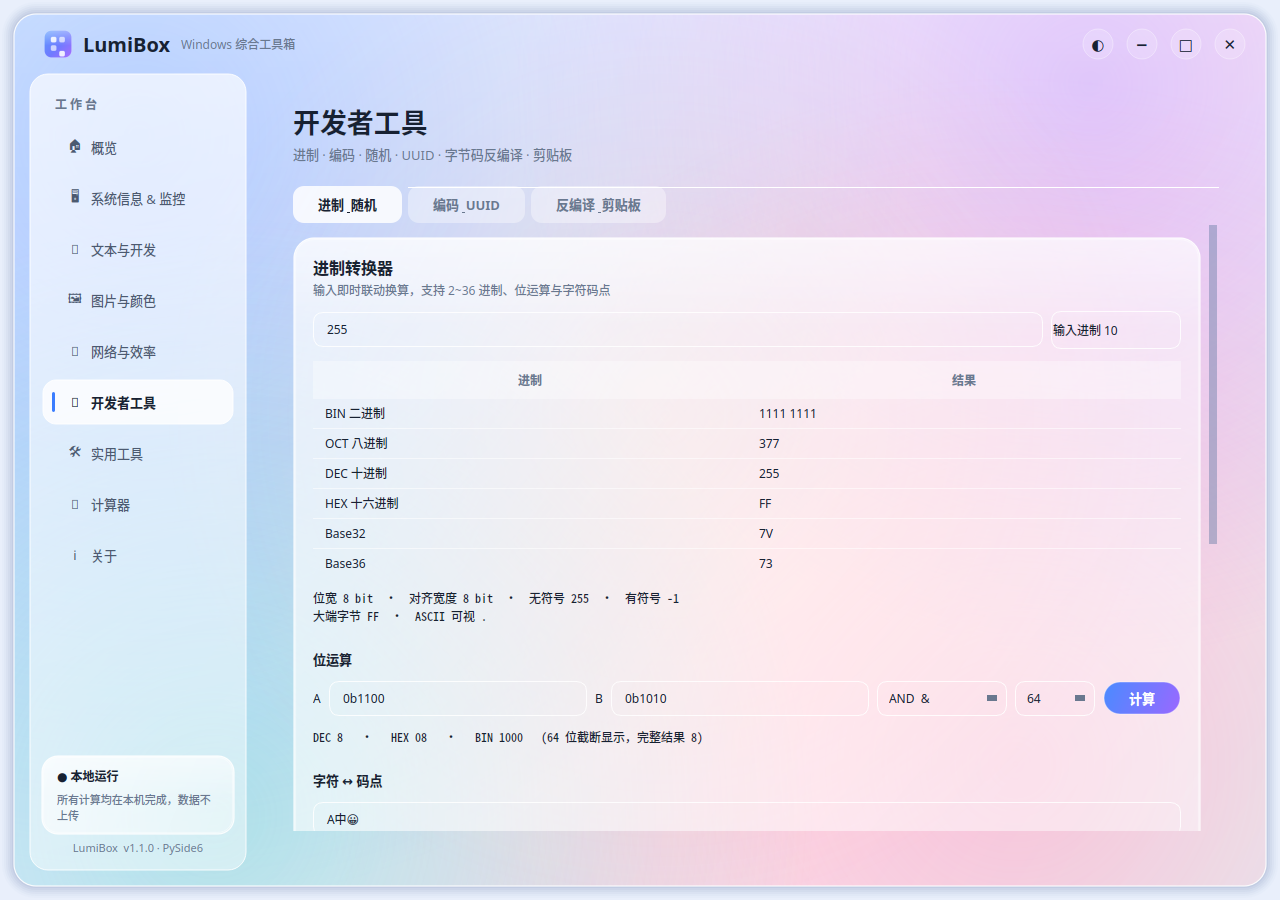 LumiBox Windows 综合工具箱
工作台
概览
系统信息 & 监控
文本与开发
图片与颜色
网络与效率
开发者工具
实用工具
计算器
i 关于
● 本地运行
所有计算均在本机完成，数据不
上传
LumiBox v1.1.0 · PySide6
开发者工具
进制 · 编码 · 随机 · UUID · 字节码反编译 · 剪贴板
进制 _随机 编码 _UUID 反编译 _剪贴板
进制转换器
输入即时联动换算，支持 2~36 进制、位运算与字符码点
255 输入进制 10
进制 结果
BIN 二进制 1111 1111
OCT 八进制 377
DEC 十进制 255
HEX 十六进制 FF
Base32 7V
Base36 73
位宽 8 bit · 对齐宽度 8 bit · 无符号 255 · 有符号 -1
大端字节 FF · ASCII 可视 .
位运算
A 0b1100 B 0b1010 AND & 64 计算
DEC 8 · HEX 08 · BIN 1000 (64 位截断显示，完整结果 8)
字符 ↔ 码点
A中😀